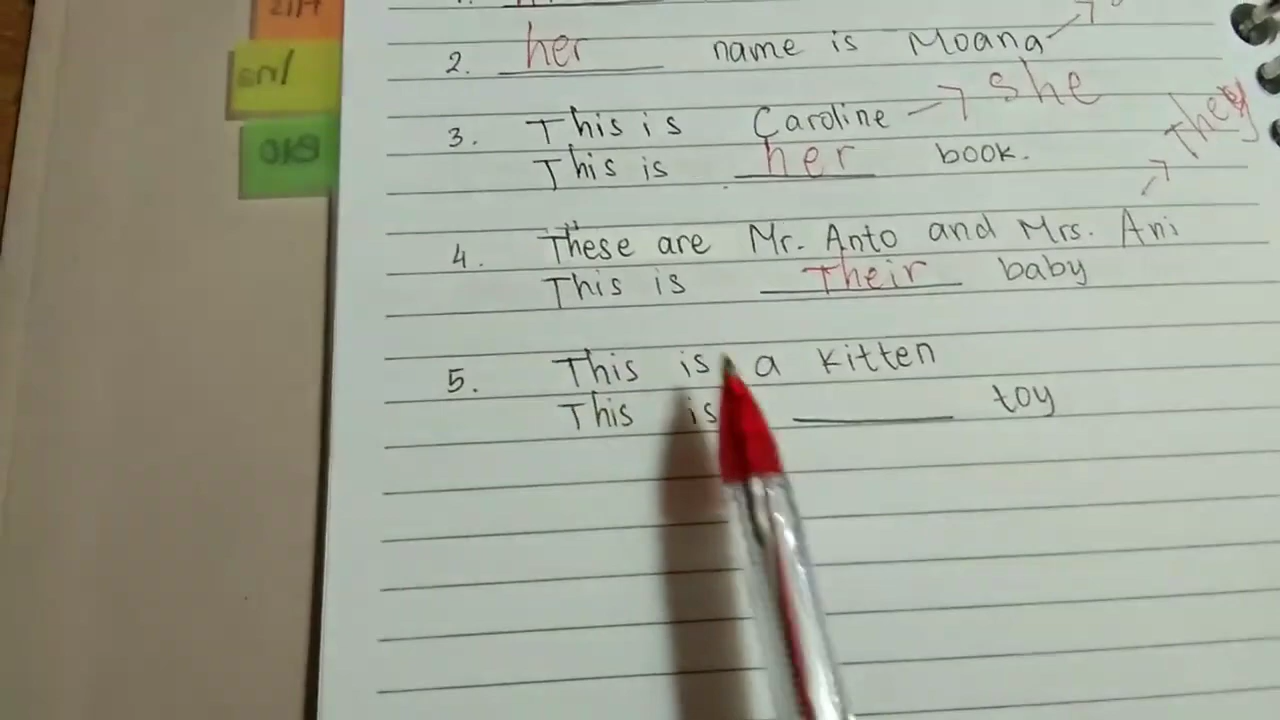 2. her name is Moana
3. This is Caroline → she
This is her book.
They
4. These are Mr. Anto and Mrs. Ani
This is Their baby
5. This is a kitten
This is ______ toy